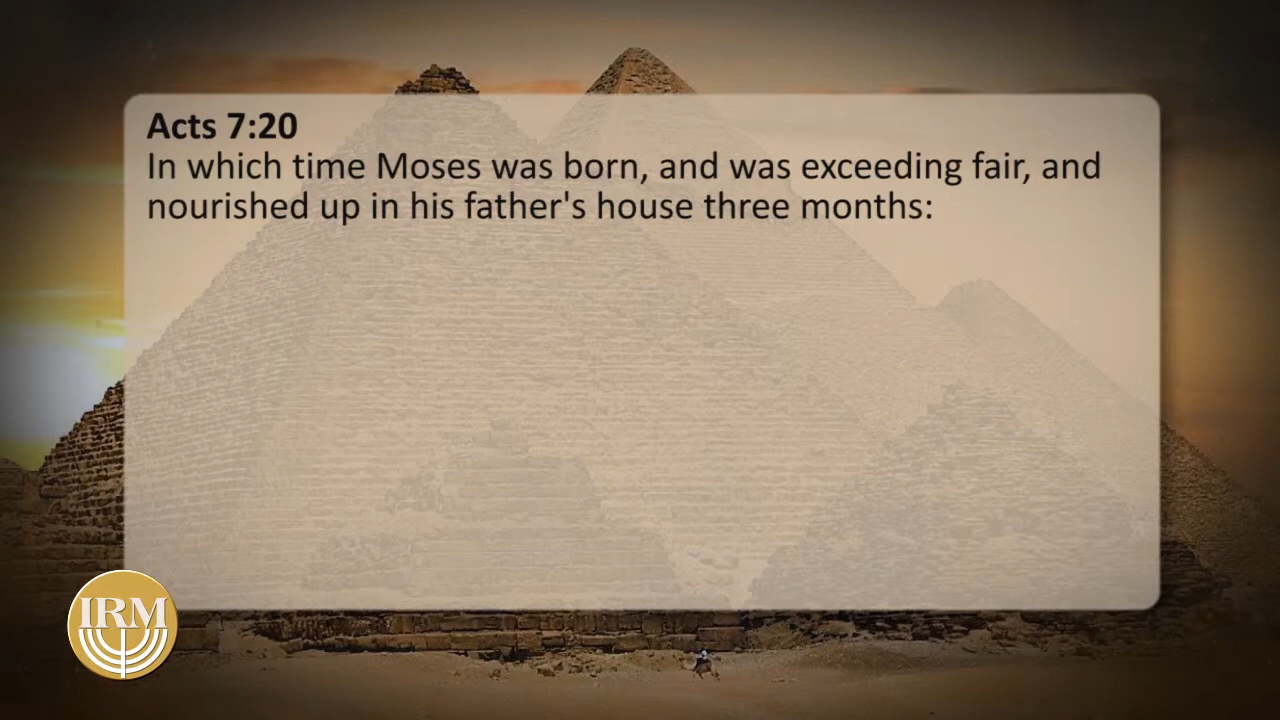 Acts 7:20
In which time Moses was born, and was exceeding fair, and
nourished up in his father's house three months:
IRM